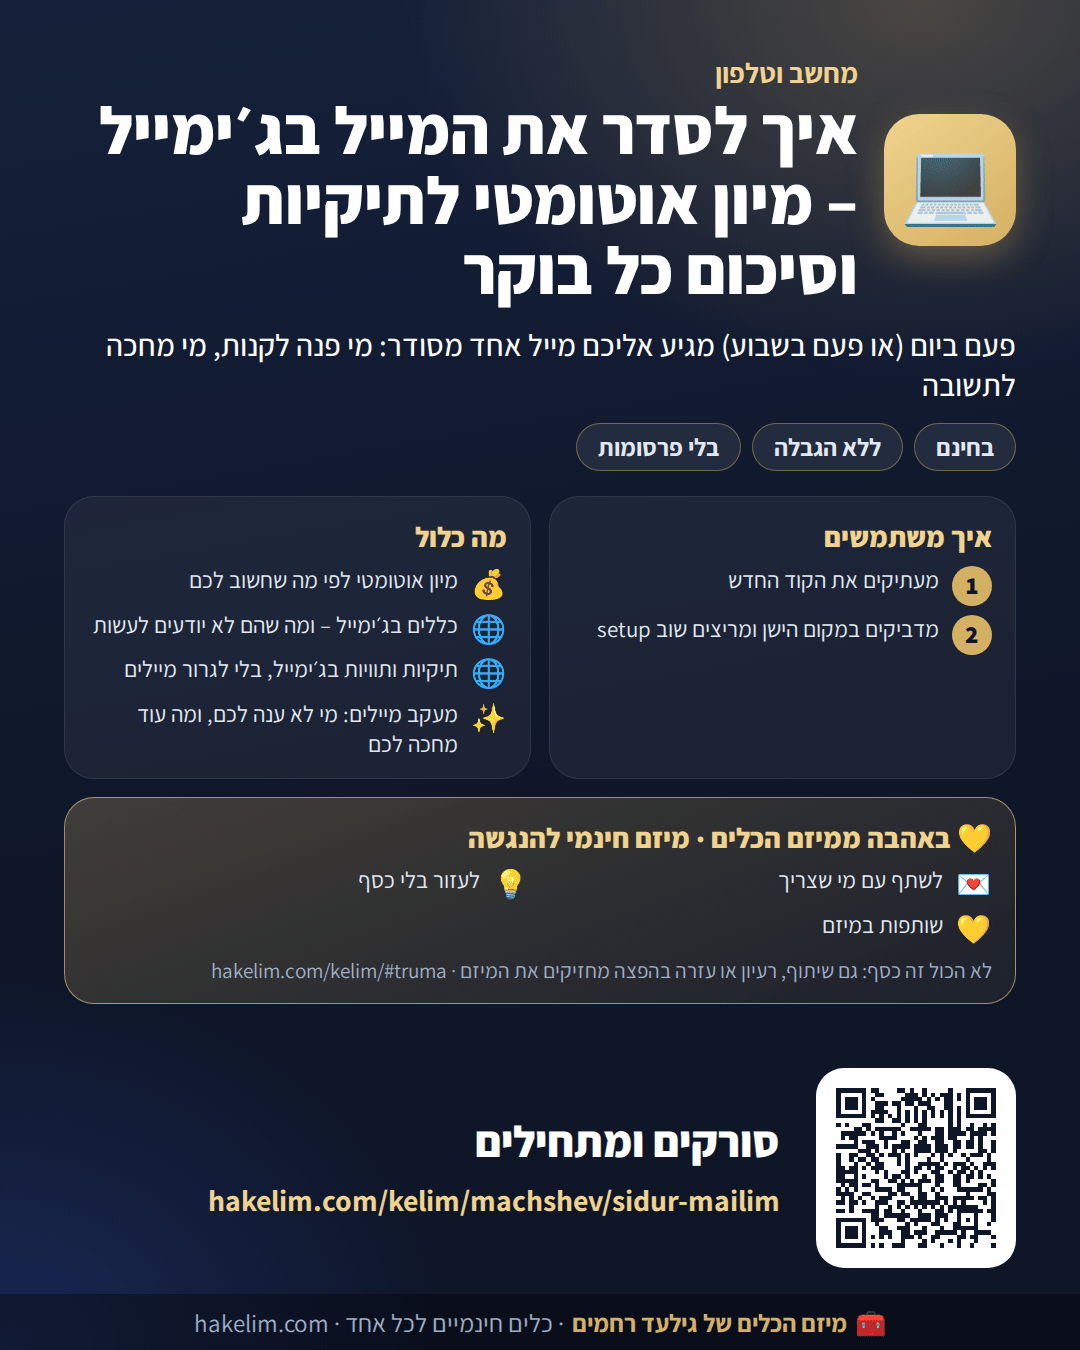 מחשב וטלפון
איך לסדר את המייל בג׳ימייל
– מיון אוטומטי לתיקיות
וסיכום כל בוקר
פעם ביום (או פעם בשבוע) מגיע אליכם מייל אחד מסודר: מי פנה לקנות, מי מחכה
לתשובה
בחינם
ללא הגבלה
בלי פרסומות
איך משתמשים
1 מעתיקים את הקוד החדש
2 מדביקים במקום הישן ומריצים שוב setup
מה כלול
מיון אוטומטי לפי מה שחשוב לכם
כללים בג׳ימייל – ומה שהם לא יודעים לעשות
תיקיות ותוויות בג׳ימייל, בלי לגרור מיילים
מעקב מיילים: מי לא ענה לכם, ומה עוד
מחכה לכם
באהבה ממיזם הכלים · מיזם חינמי להנגשה
לשתף עם מי שצריך
לעזור בלי כסף
שותפות במיזם
לא הכול זה כסף: גם שיתוף, רעיון או עזרה בהפצה מחזיקים את המיזם · hakelim.com/kelim/#truma
סורקים ומתחילים
hakelim.com/kelim/machshev/sidur-mailim
מיזם הכלים של גילעד רחמים · כלים חינמיים לכל אחד · hakelim.com